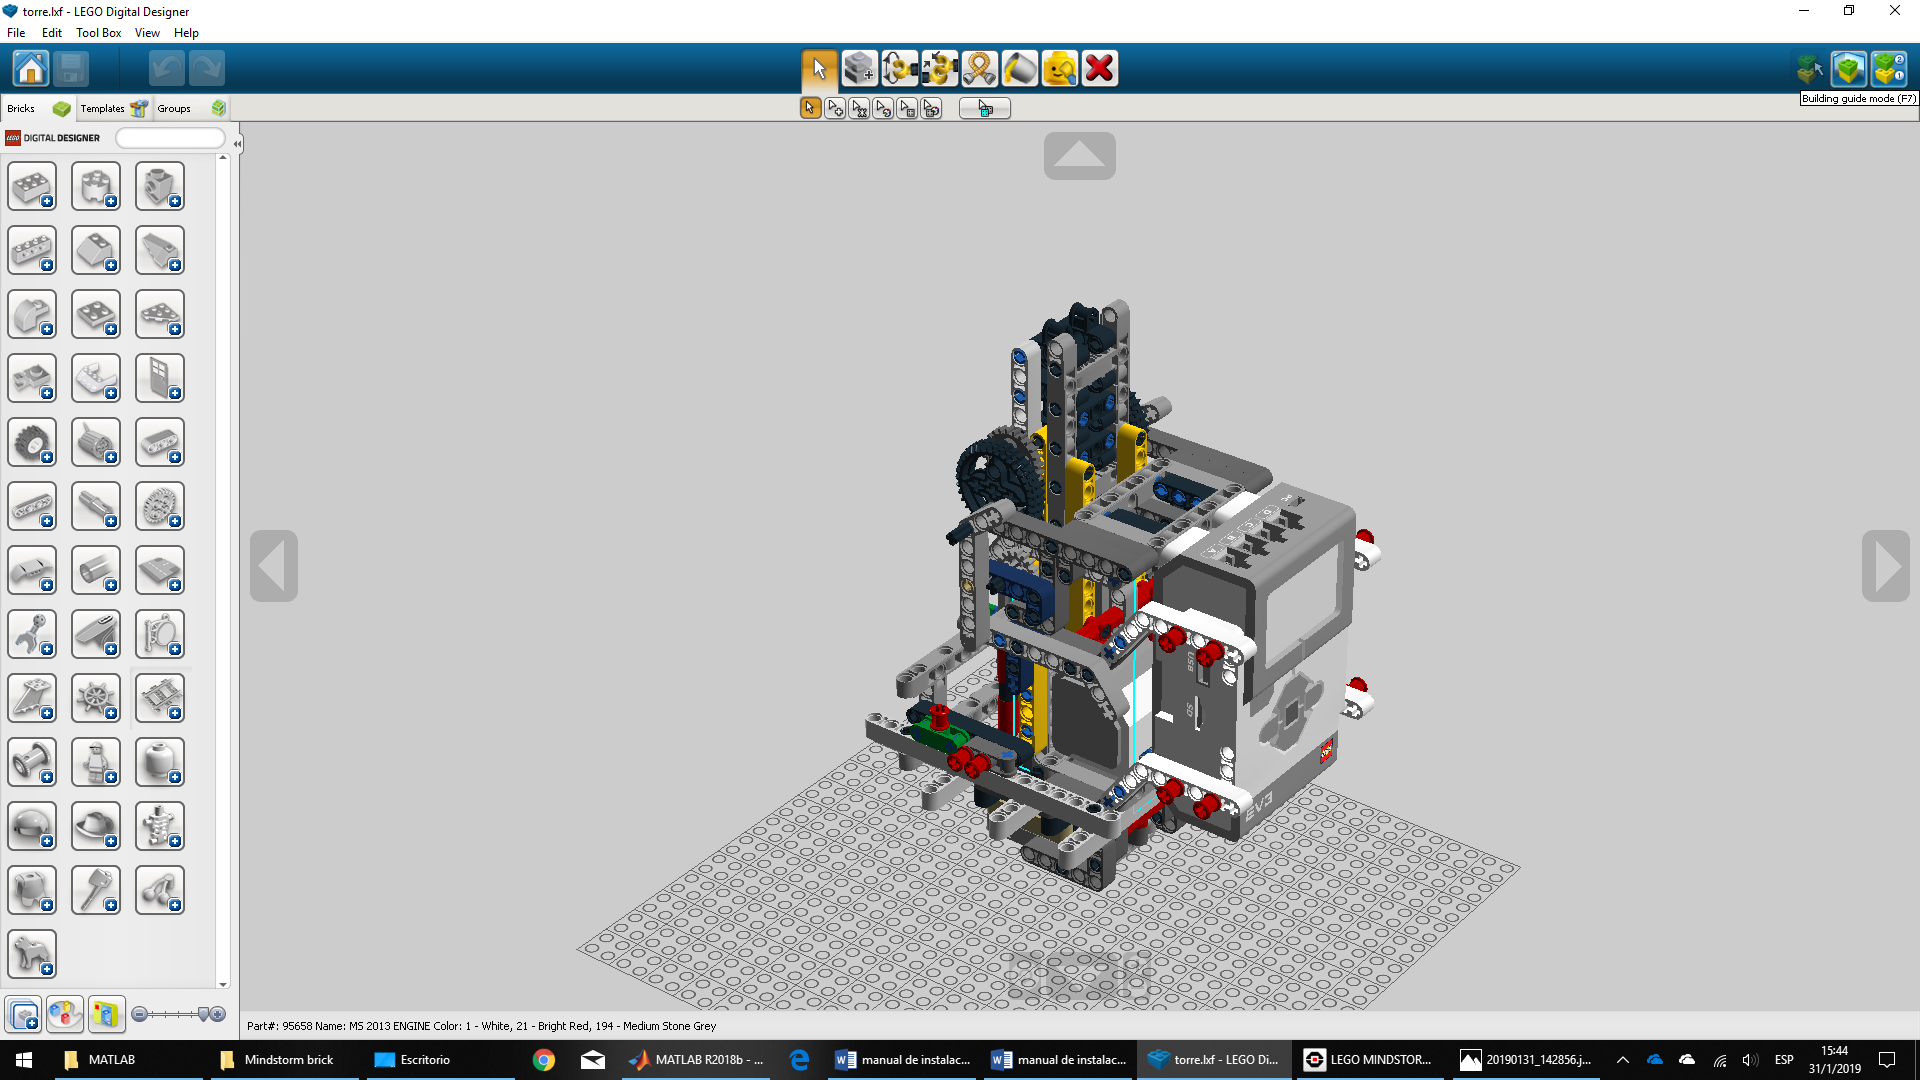 torre.lxf - LEGO Digital Designer
File Edit Tool Box View Help
Building guide mode (F7)
Bricks Templates Groups
LEGO DIGITAL DESIGNER
USB
SD
EV3
Part#: 95658 Name: MS 2013 ENGINE Color: 1 - White, 21 - Bright Red, 194 - Medium Stone Grey
MATLAB Mindstorm brick Escritorio MATLAB R2018b - ... manual de instalac... manual de instalac... torre.lxf - LEGO Di... LEGO MINDSTOR... 20190131_142856.j... ESP 15:44
31/1/2019